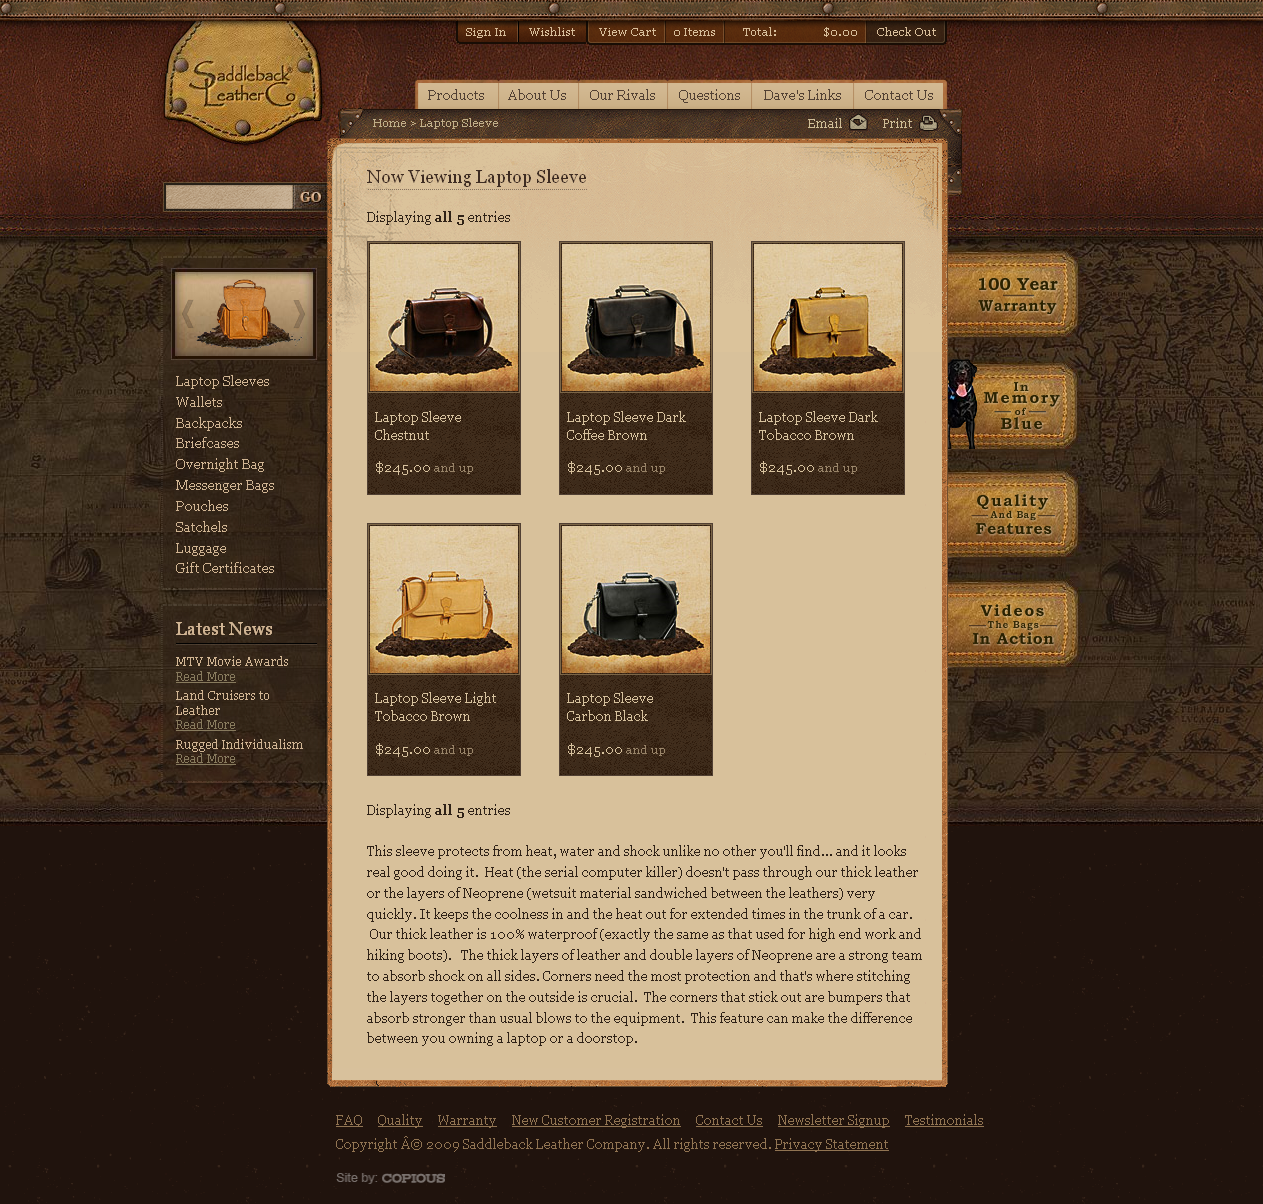 Sign In
Wishlist
View Cart
0 Items
Total:
$0.00
Check Out
Saddleback
Leather Co
Products
About Us
Our Rivals
Questions
Dave's Links
Contact Us
Home > Laptop Sleeve
Email
Print
GO
Now Viewing Laptop Sleeve
Displaying all 5 entries
Laptop Sleeve
Chestnut
$245.00 and up
Laptop Sleeve Dark
Coffee Brown
$245.00 and up
Laptop Sleeve Dark
Tobacco Brown
$245.00 and up
Laptop Sleeve Light
Tobacco Brown
$245.00 and up
Laptop Sleeve
Carbon Black
$245.00 and up
Displaying all 5 entries
This sleeve protects from heat, water and shock unlike no other you'll find... and it looks
real good doing it.  Heat (the serial computer killer) doesn't pass through our thick leather
or the layers of Neoprene (wetsuit material sandwiched between the leathers) very
quickly. It keeps the coolness in and the heat out for extended times in the trunk of a car.
Our thick leather is 100% waterproof (exactly the same as that used for high end work and
hiking boots).   The thick layers of leather and double layers of Neoprene are a strong team
to absorb shock on all sides. Corners need the most protection and that's where stitching
the layers together on the outside is crucial.  The corners that stick out are bumpers that
absorb stronger than usual blows to the equipment.  This feature can make the difference
between you owning a laptop or a doorstop.
Laptop Sleeves
Wallets
Backpacks
Briefcases
Overnight Bag
Messenger Bags
Pouches
Satchels
Luggage
Gift Certificates
Latest News
MTV Movie Awards
Read More
Land Cruisers to
Leather
Read More
Rugged Individualism
Read More
100 Year
Warranty
In
Memory
of
Blue
Quality
And Bag
Features
Videos
The Bags
In Action
FAQ
Quality
Warranty
New Customer Registration
Contact Us
Newsletter Signup
Testimonials
Copyright Â© 2009 Saddleback Leather Company. All rights reserved. Privacy Statement
Site by: COPIOUS